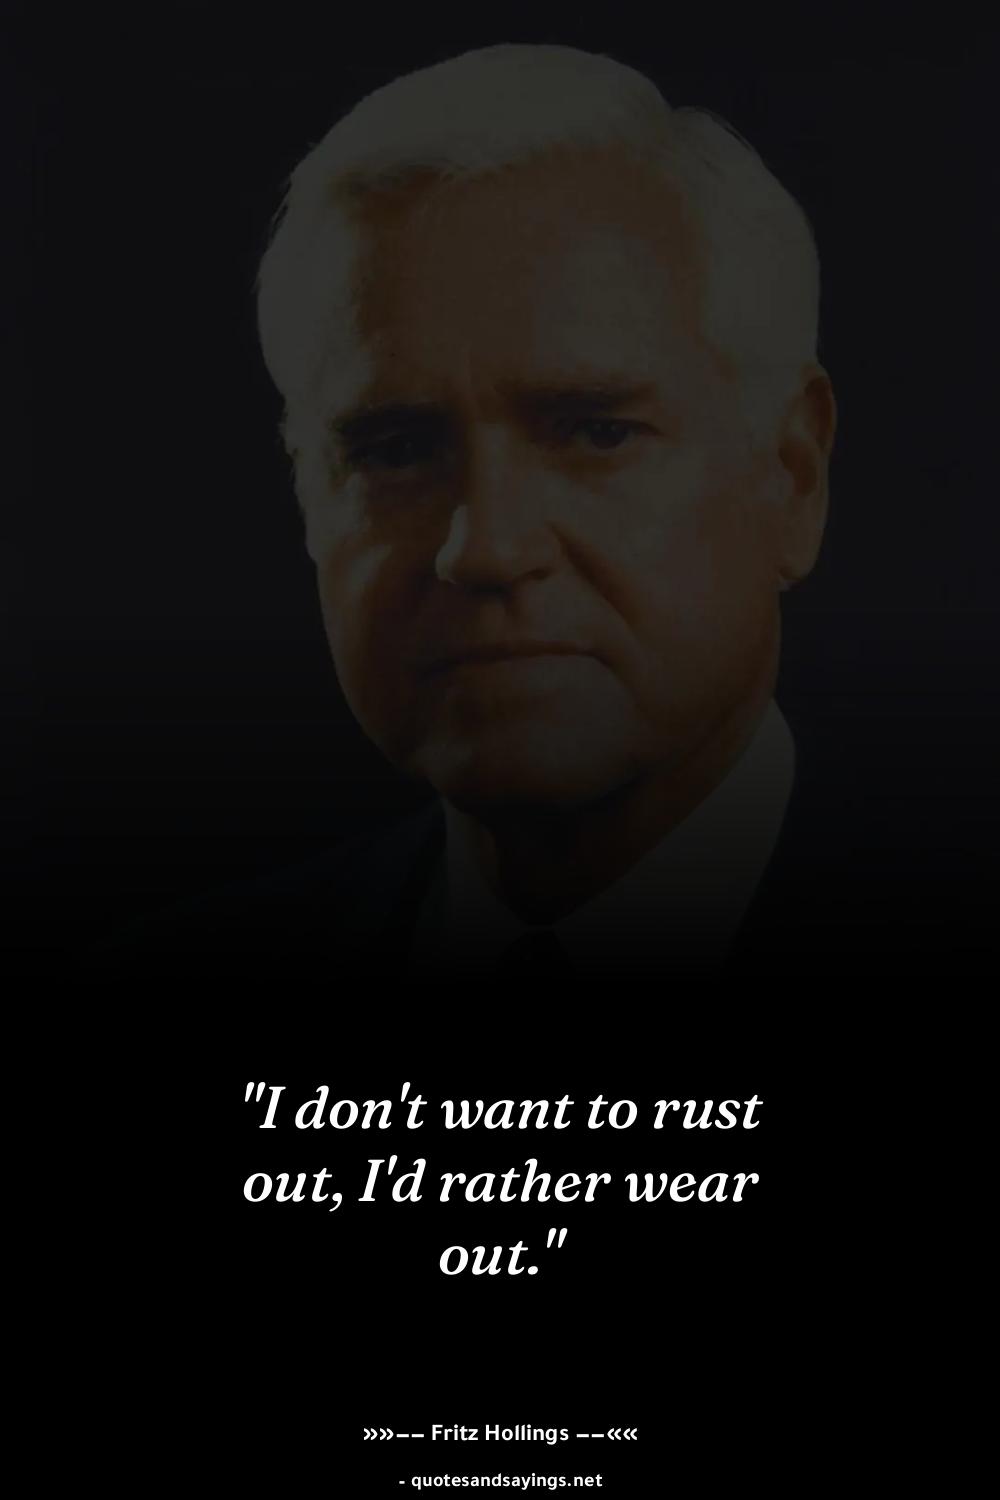 "I don't want to rust
out, I'd rather wear
out."
»»–– Fritz Hollings ––««
- quotesandsayings.net